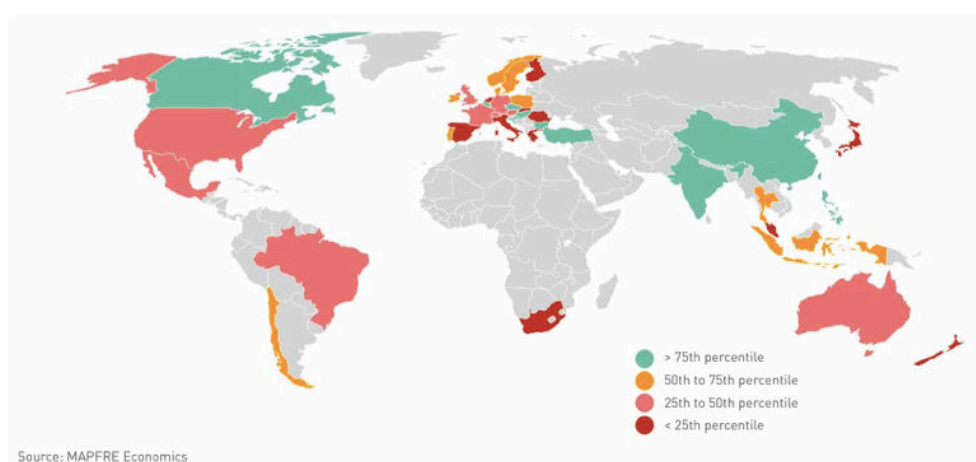 > 75th percentile
50th to 75th percentile
25th to 50th percentile
< 25th percentile
Source: MAPFRE Economics